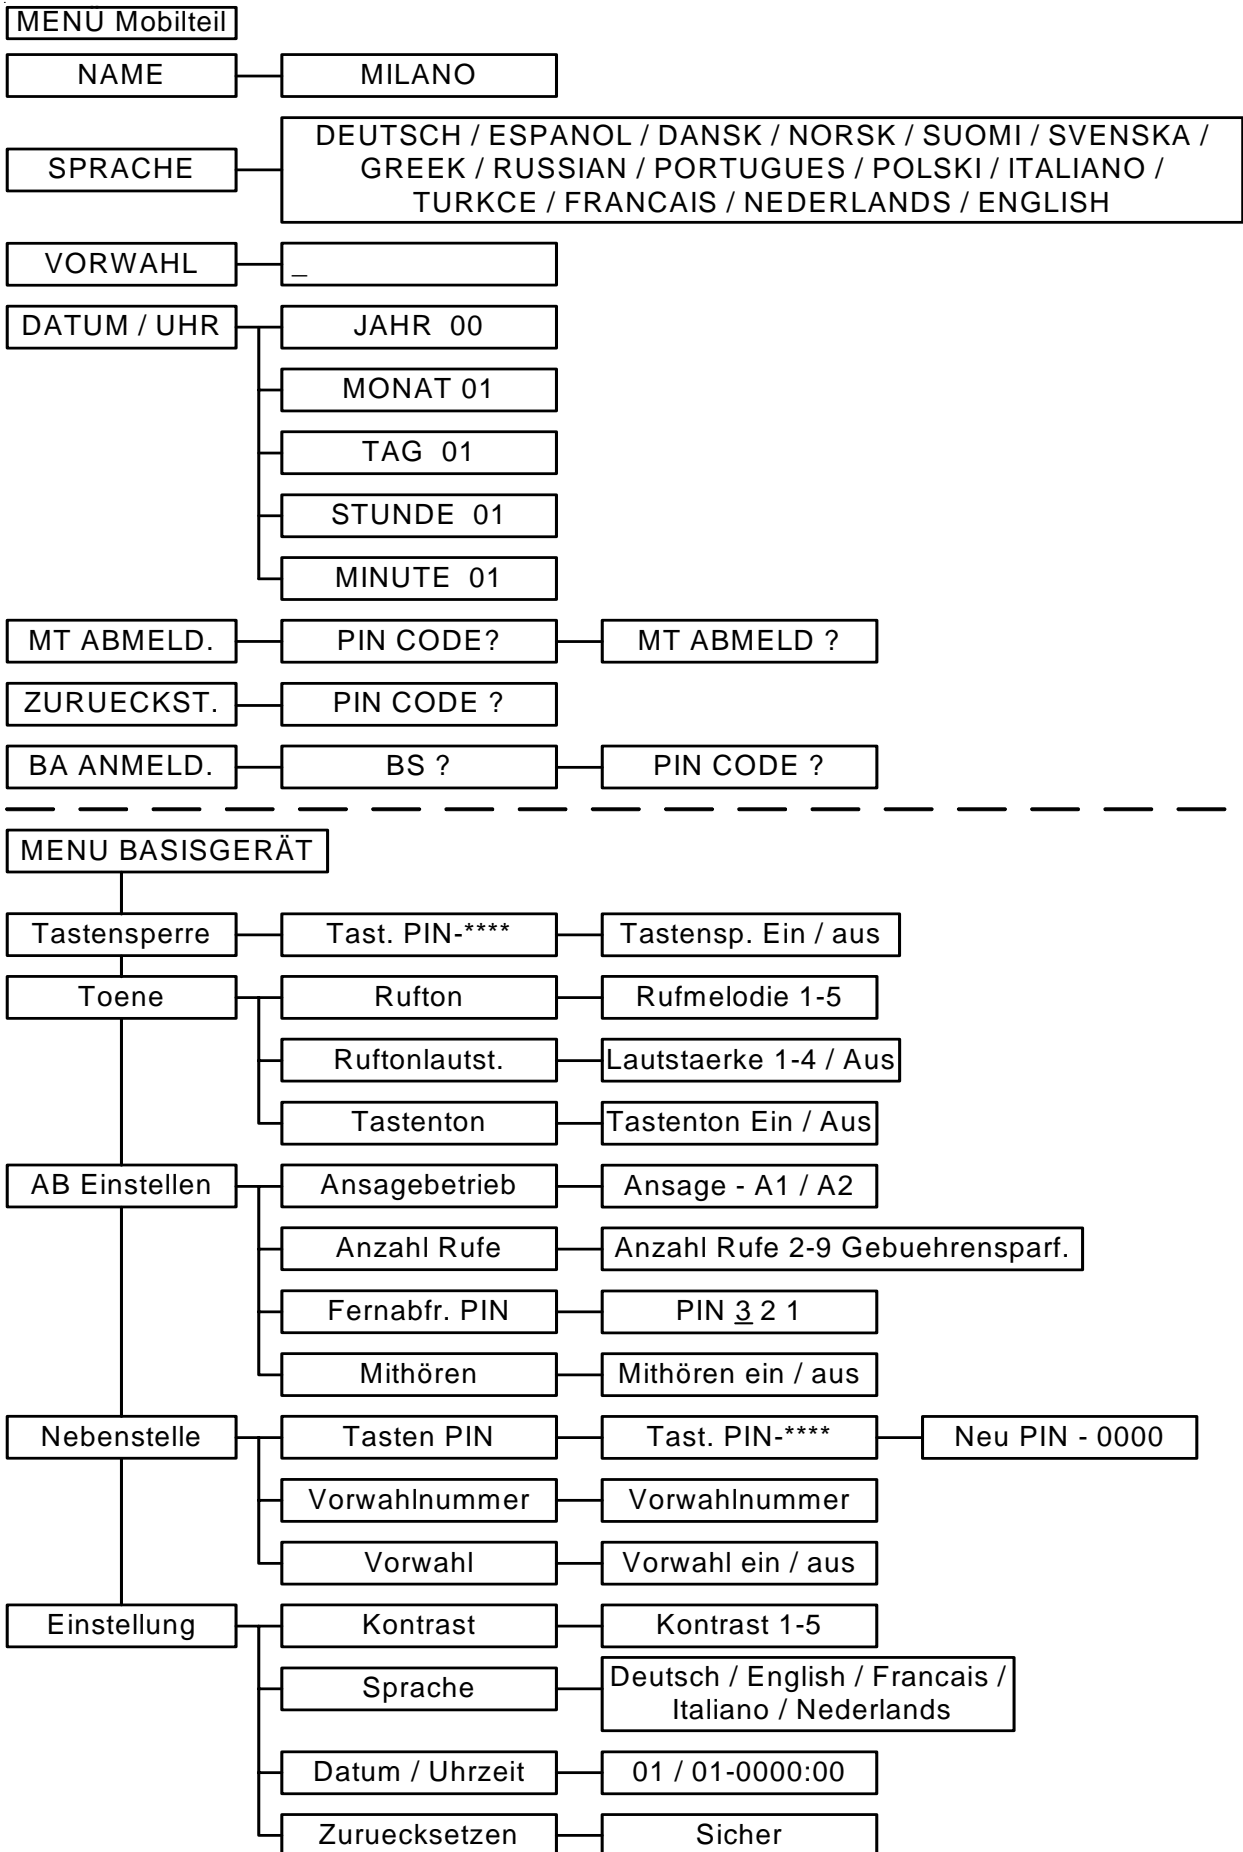 MENÜ Mobilteil
NAME MILANO
SPRACHE
DEUTSCH / ESPANOL / DANSK / NORSK / SUOMI / SVENSKA /
GREEK / RUSSIAN / PORTUGUES / POLSKI / ITALIANO /
TURKCE / FRANCAIS / NEDERLANDS / ENGLISH
VORWAHL _
DATUM / UHR JAHR 00
MONAT 01
TAG 01
STUNDE 01
MINUTE 01
MT ABMELD. PIN CODE? MT ABMELD ?
ZURUECKST. PIN CODE ?
BA ANMELD. BS ? PIN CODE ?
MENU BASISGERÄT
Tastensperre Tast. PIN-**** Tastensp. Ein / aus
Toene Rufton Rufmelodie 1-5
Ruftonlautst. Lautstaerke 1-4 / Aus
Tastenton Tastenton Ein / Aus
AB Einstellen Ansagebetrieb Ansage - A1 / A2
Anzahl Rufe Anzahl Rufe 2-9 Gebuehrensparf.
Fernabfr. PIN PIN 3 2 1
Mithören Mithören ein / aus
Nebenstelle Tasten PIN Tast. PIN-**** Neu PIN - 0000
Vorwahlnummer Vorwahlnummer
Vorwahl Vorwahl ein / aus
Einstellung Kontrast Kontrast 1-5
Sprache
Deutsch / English / Francais /
Italiano / Nederlands
Datum / Uhrzeit 01 / 01-0000:00
Zuruecksetzen Sicher